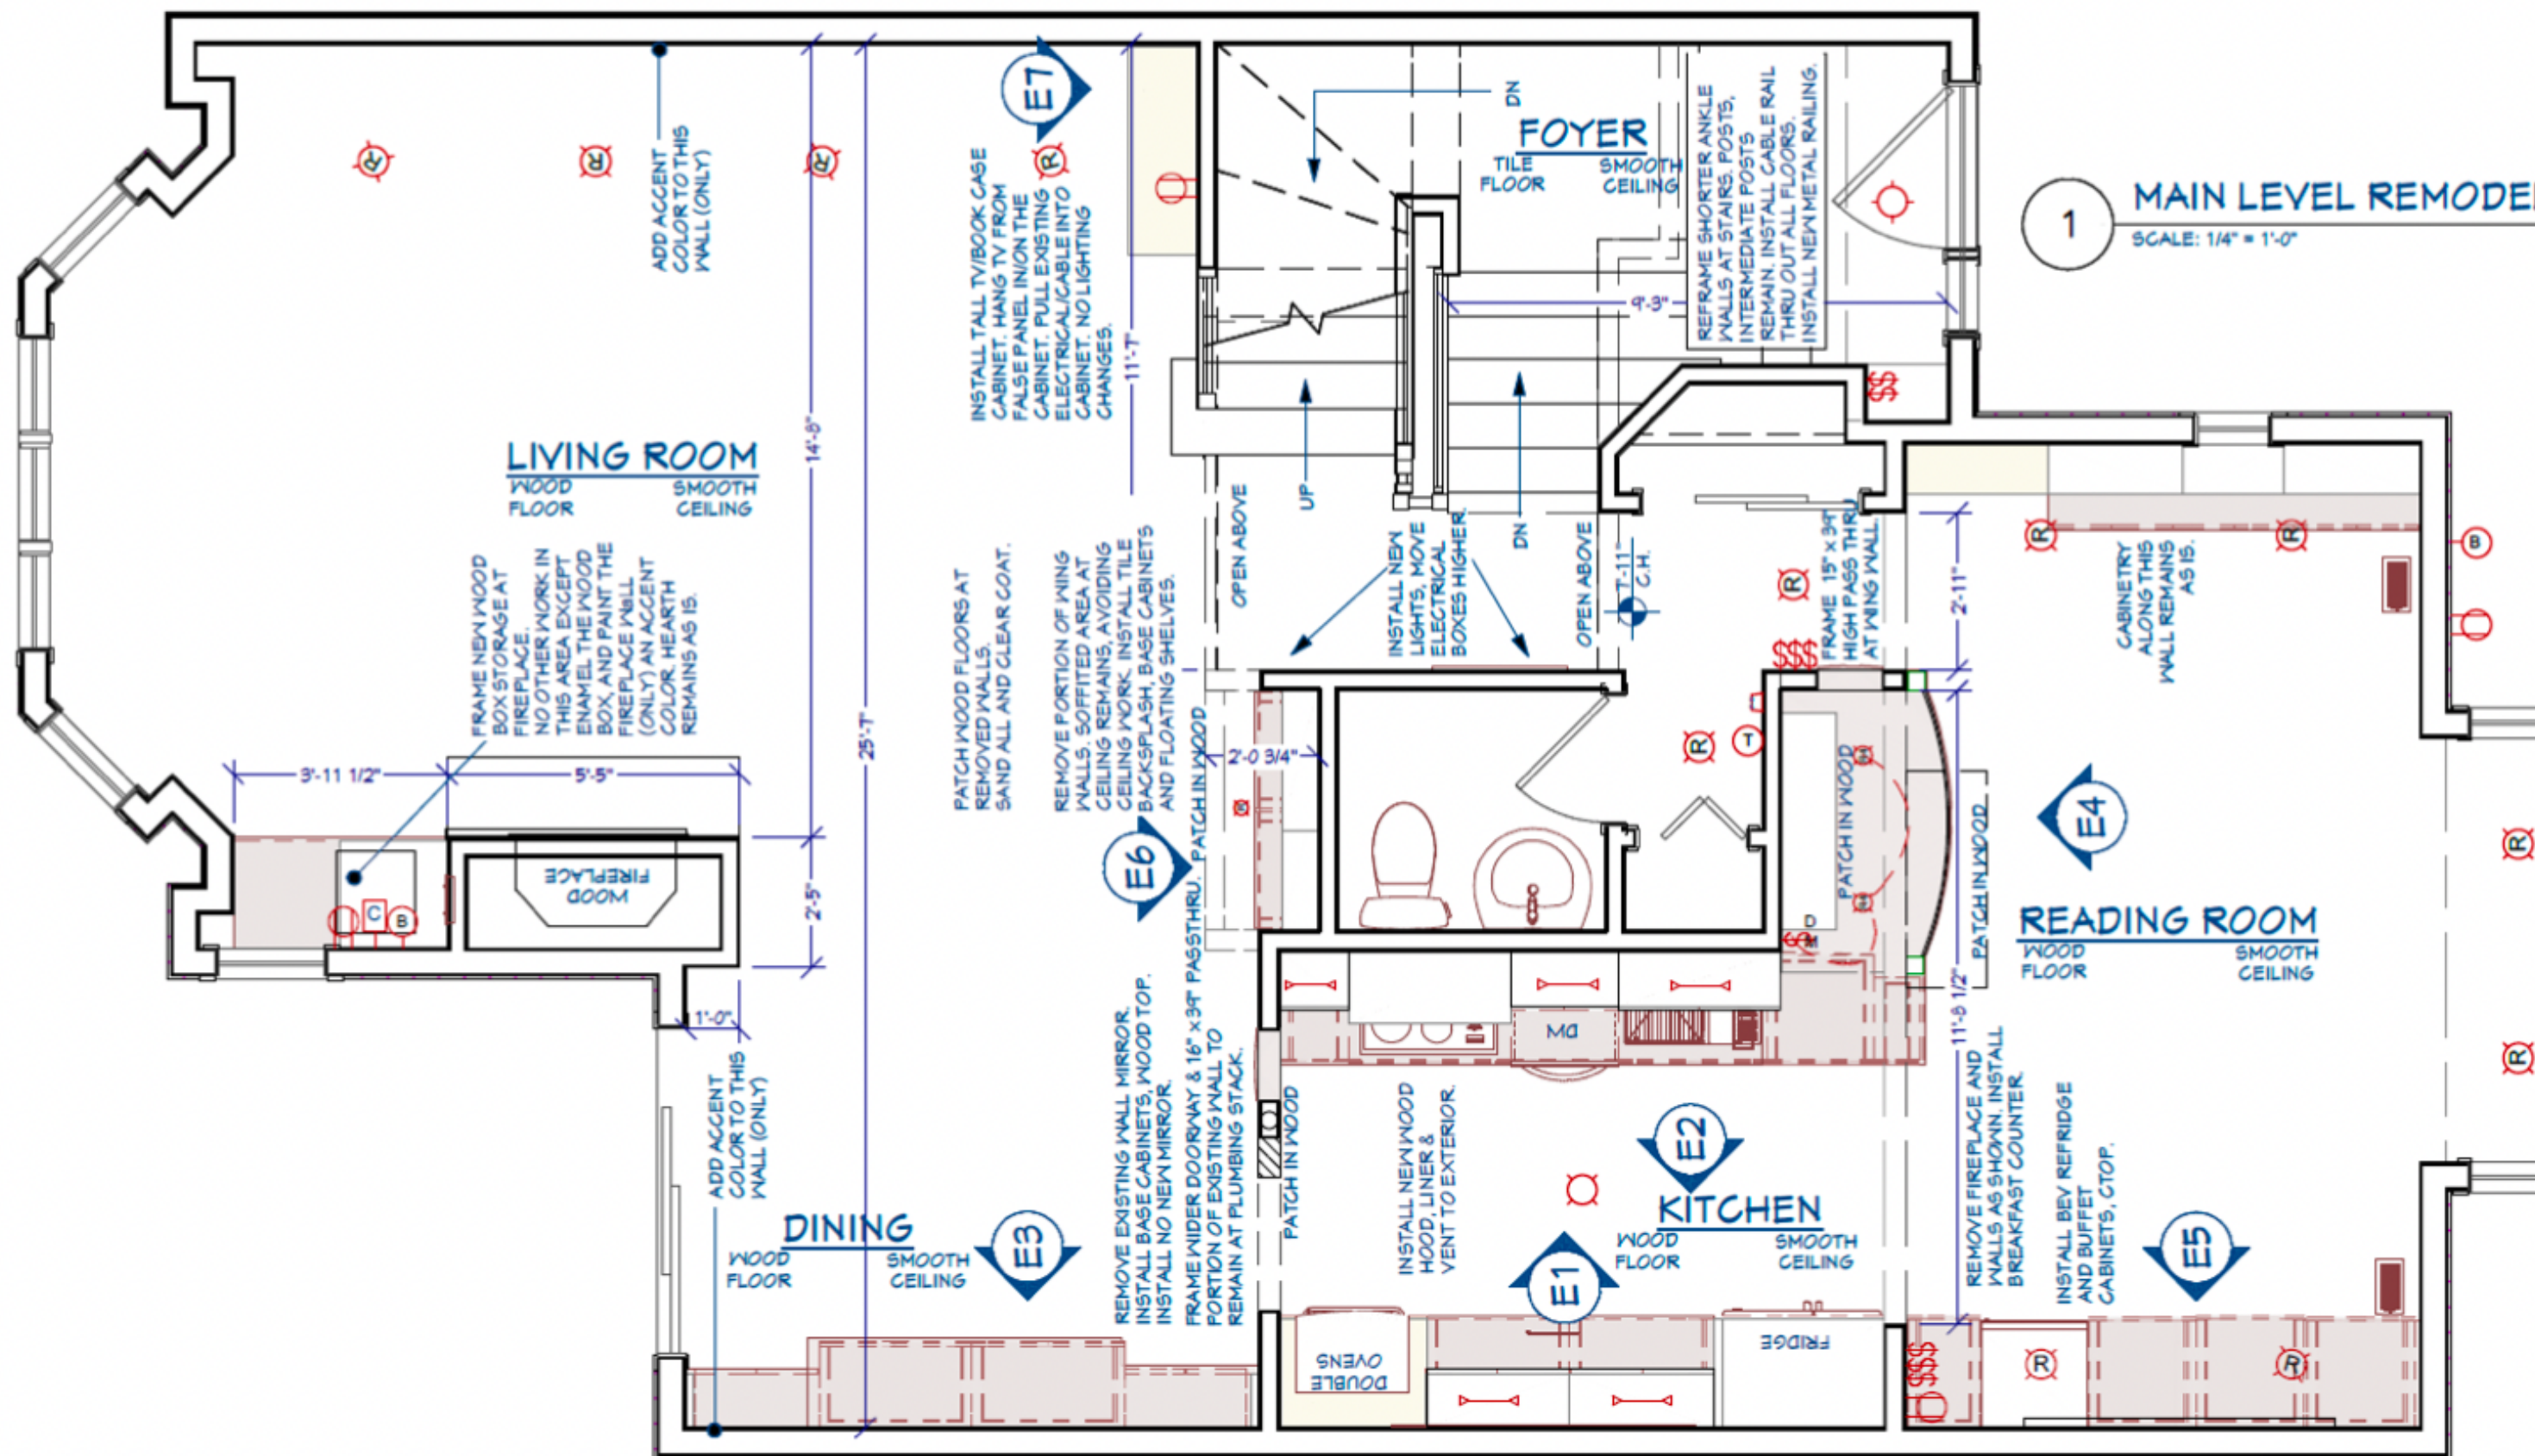 1
MAIN LEVEL REMODE
SCALE: 1/4" = 1'-0"
E7
R
R
R
R
ADD ACCENT
COLOR TO THIS
WALL (ONLY)
INSTALL TALL TV/BOOK CASE
CABINET. HANG TV FROM
FALSE PANEL IN/ON THE
CABINET. PULL EXISTING
ELECTRICAL/CABLE INTO
CABINET. NO LIGHTING
CHANGES.
14'-8"
11'-7"
DN
FOYER
TILE
FLOOR
SMOOTH
CEILING
REFRAME SHORTER ANKLE
WALLS AT STAIRS. POSTS,
INTERMEDIATE POSTS
REMAIN. INSTALL CABLE RAIL
THRU OUT ALL FLOORS.
INSTALL NEW METAL RAILING.
9'-3"
$$
LIVING ROOM
WOOD
FLOOR
SMOOTH
CEILING
FRAME NEW WOOD
BOX STORAGE AT
FIREPLACE.
NO OTHER WORK IN
THIS AREA EXCEPT
ENAMEL THE WOOD
BOX, AND PAINT THE
FIREPLACE WALL
(ONLY) AN ACCENT
COLOR. HEARTH
REMAINS AS IS.
25'-7"
PATCH WOOD FLOORS AT
REMOVED WALLS.
SAND ALL AND CLEAR COAT.
REMOVE PORTION OF WING
WALLS. SOFFITED AREA AT
CEILING REMAINS, AVOIDING
CEILING WORK. INSTALL TILE
BACKSPLASH, BASE CABINETS
AND FLOATING SHELVES.
OPEN ABOVE
UP
INSTALL NEW
LIGHTS, MOVE
ELECTRICAL
BOXES HIGHER.
DN
OPEN ABOVE
7'-11"
C.H.
R
$$$
FRAME 15" x 39"
HIGH PASS THRU
AT WING WALL.
2'-11"
R
R
B
CABINETRY
ALONG THIS
WALL REMAINS
AS IS.
3'-11 1/2"
5'-5"
2'-5"
WOOD
FIREPLACE
C
B
1'-0"
2'-0 3/4"
PATCH IN WOOD
E6
R
T
PATCH IN WOOD
D
$
PATCH IN WOOD
E4
R
R
READING ROOM
WOOD
FLOOR
SMOOTH
CEILING
11'-8 1/2"
ADD ACCENT
COLOR TO THIS
WALL (ONLY)
DINING
WOOD
FLOOR
SMOOTH
CEILING
E3
REMOVE EXISTING WALL MIRROR.
INSTALL BASE CABINETS, WOOD TOP.
INSTALL NO NEW MIRROR.
FRAME WIDER DOORWAY & 16" x 39" PASSTHRU.
PORTION OF EXISTING WALL TO
REMAIN AT PLUMBING STACK.
PATCH IN WOOD
DW
INSTALL NEW WOOD
HOOD, LINER &
VENT TO EXTERIOR.
E2
KITCHEN
WOOD
FLOOR
SMOOTH
CEILING
E1
DOUBLE
OVENS
FRIDGE
REMOVE FIREPLACE AND
WALLS AS SHOWN. INSTALL
BREAKFAST COUNTER.
INSTALL BEV REFRIDGE
AND BUFFET
CABINETS, CTOP.
E5
$$$
R
R